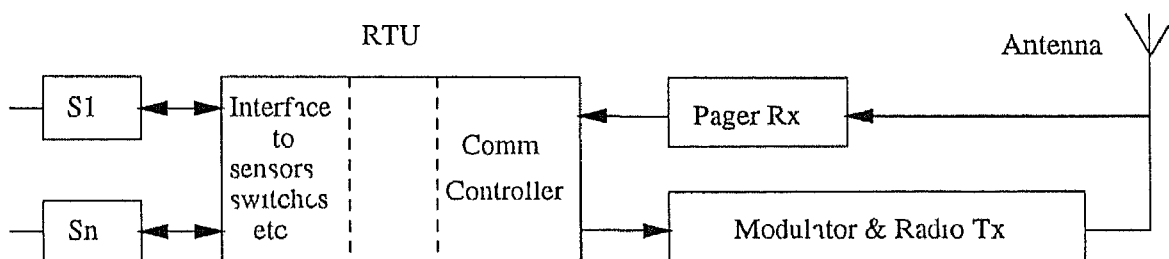 RTU
Antenna
S1
Interface
to
sensors
switches
etc
Comm
Controller
Pager Rx
Sn
Modulator & Radio Tx